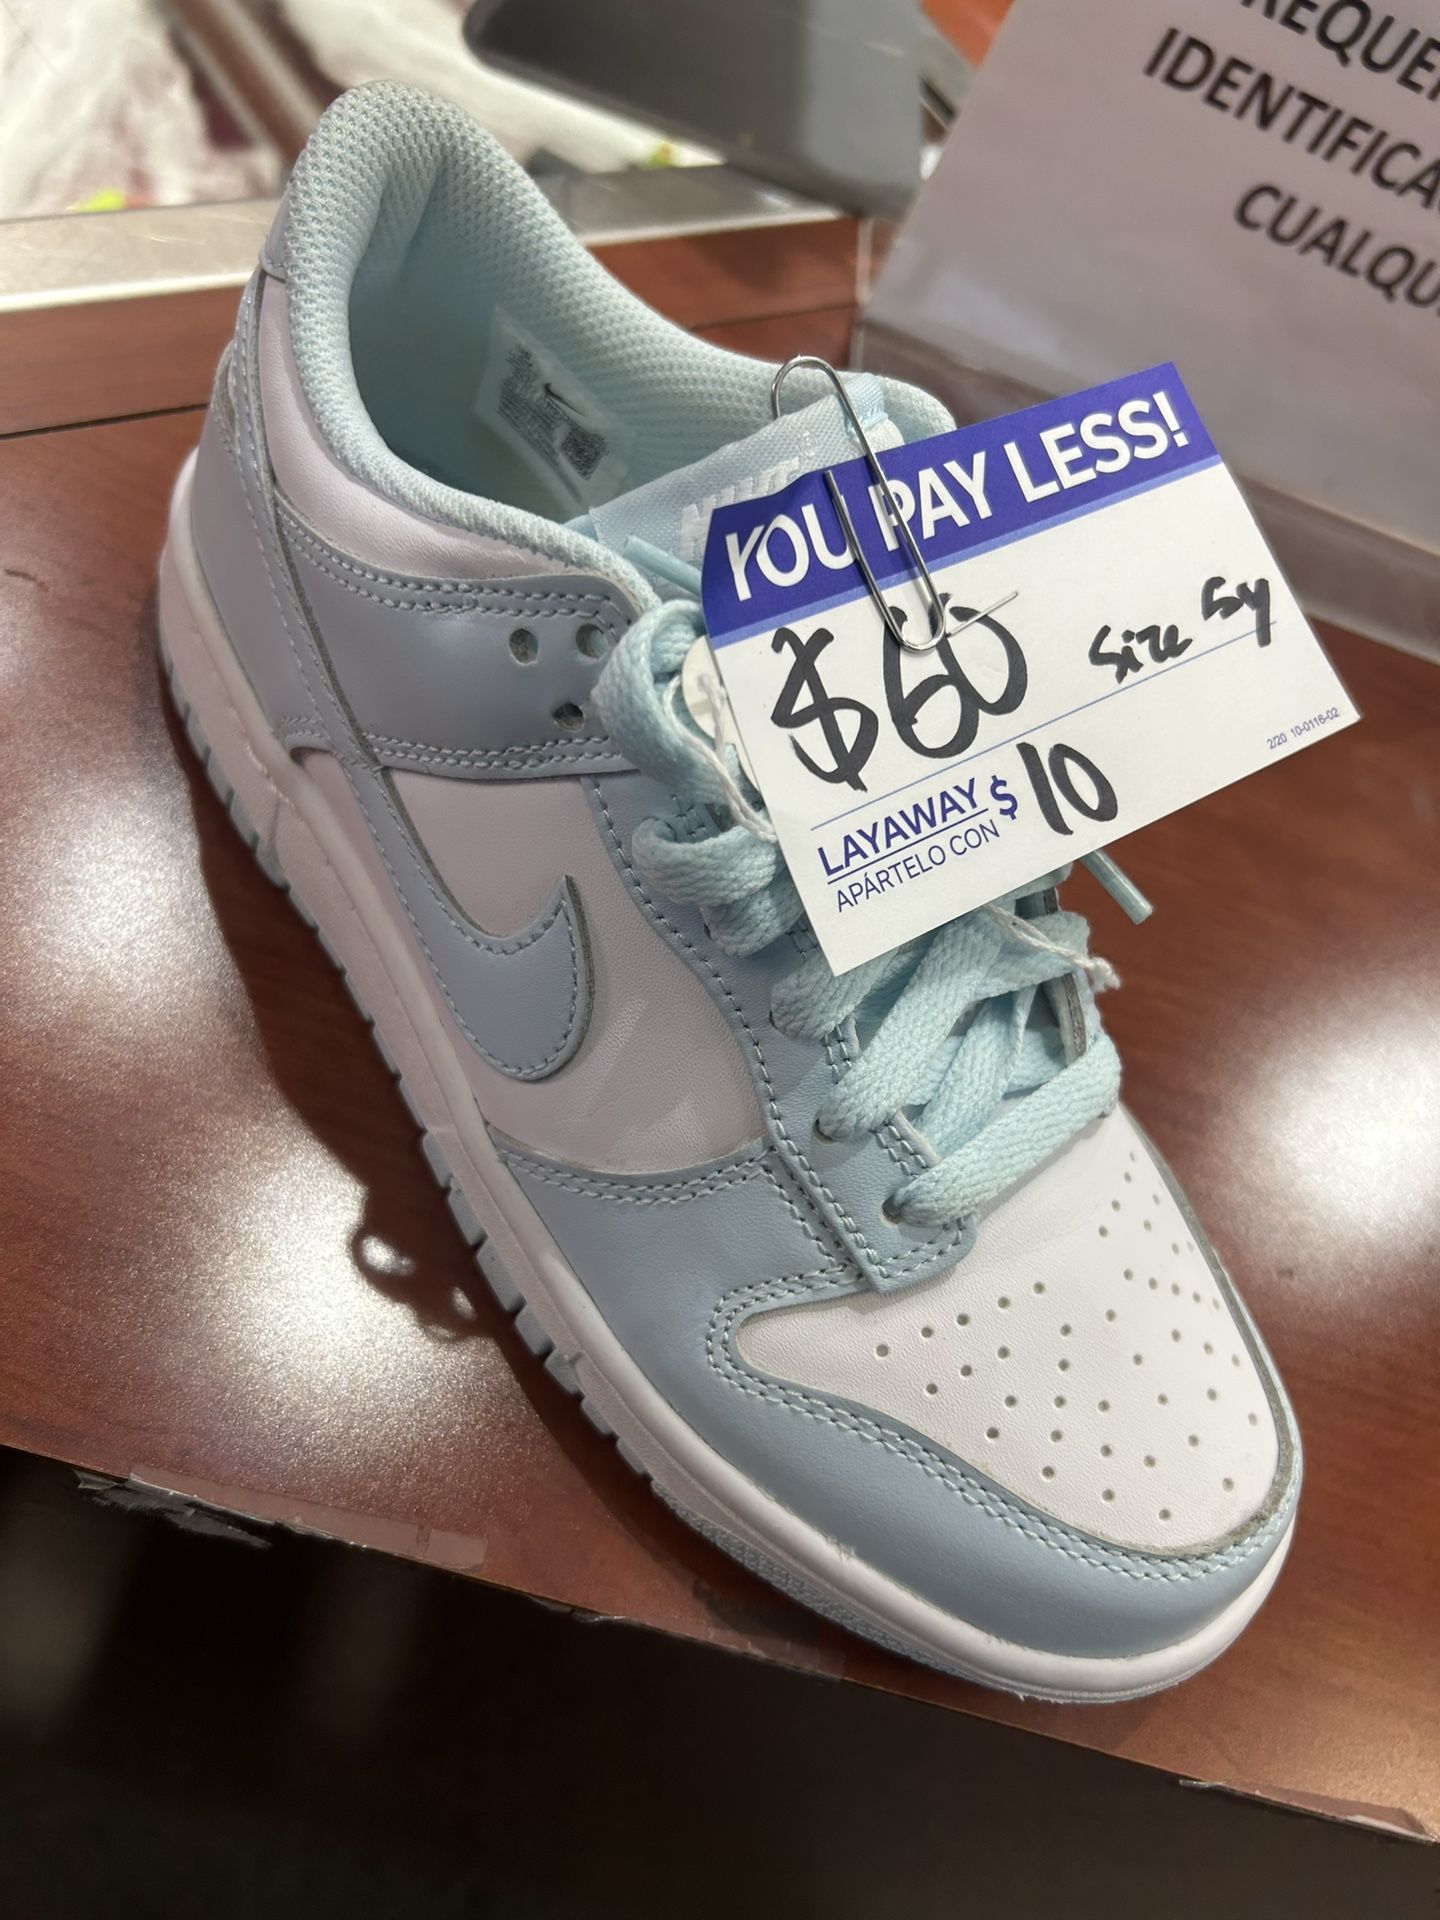 IDENTIFICA
CUALQU
YOU PAY LESS!
$60 Size 5y
LAYAWAY $10
APÁRTELO CON
2/20 10-0116-02